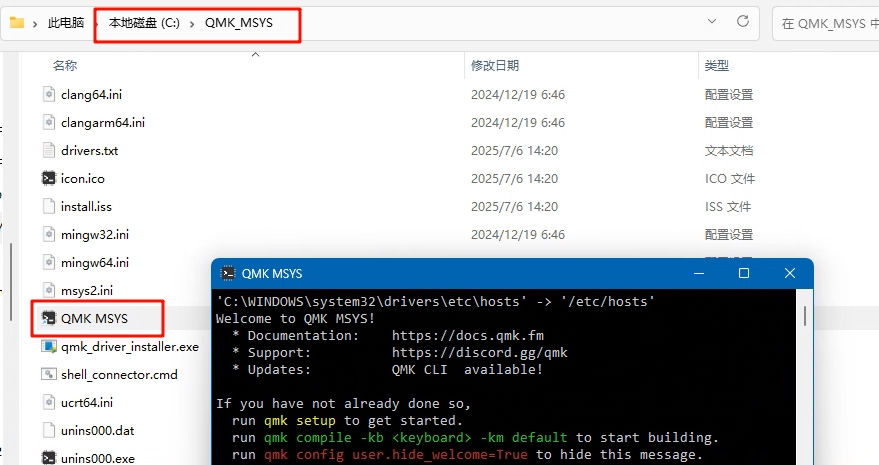 此电脑 本地磁盘 (C:) QMK_MSYS 在 QMK_MSYS 中
名称 修改日期 类型
clang64.ini 2024/12/19 6:46 配置设置
clangarm64.ini 2024/12/19 6:46 配置设置
drivers.txt 2025/7/6 14:20 文本文档
icon.ico 2025/7/6 14:20 ICO 文件
install.iss 2025/7/6 14:20 ISS 文件
mingw32.ini 2024/12/19 6:46 配置设置
mingw64.ini
msys2.ini
QMK MSYS
qmk_driver_installer.exe
shell_connector.cmd
ucrt64.ini
unins000.dat
unins000.exe
QMK MSYS
'C:\WINDOWS\system32\drivers\etc\hosts' -> '/etc/hosts'
Welcome to QMK MSYS!
* Documentation: https://docs.qmk.fm
* Support: https://discord.gg/qmk
* Updates: QMK CLI available!
If you have not already done so,
run qmk setup to get started.
run qmk compile -kb <keyboard> -km default to start building.
run qmk config user.hide_welcome=True to hide this message.